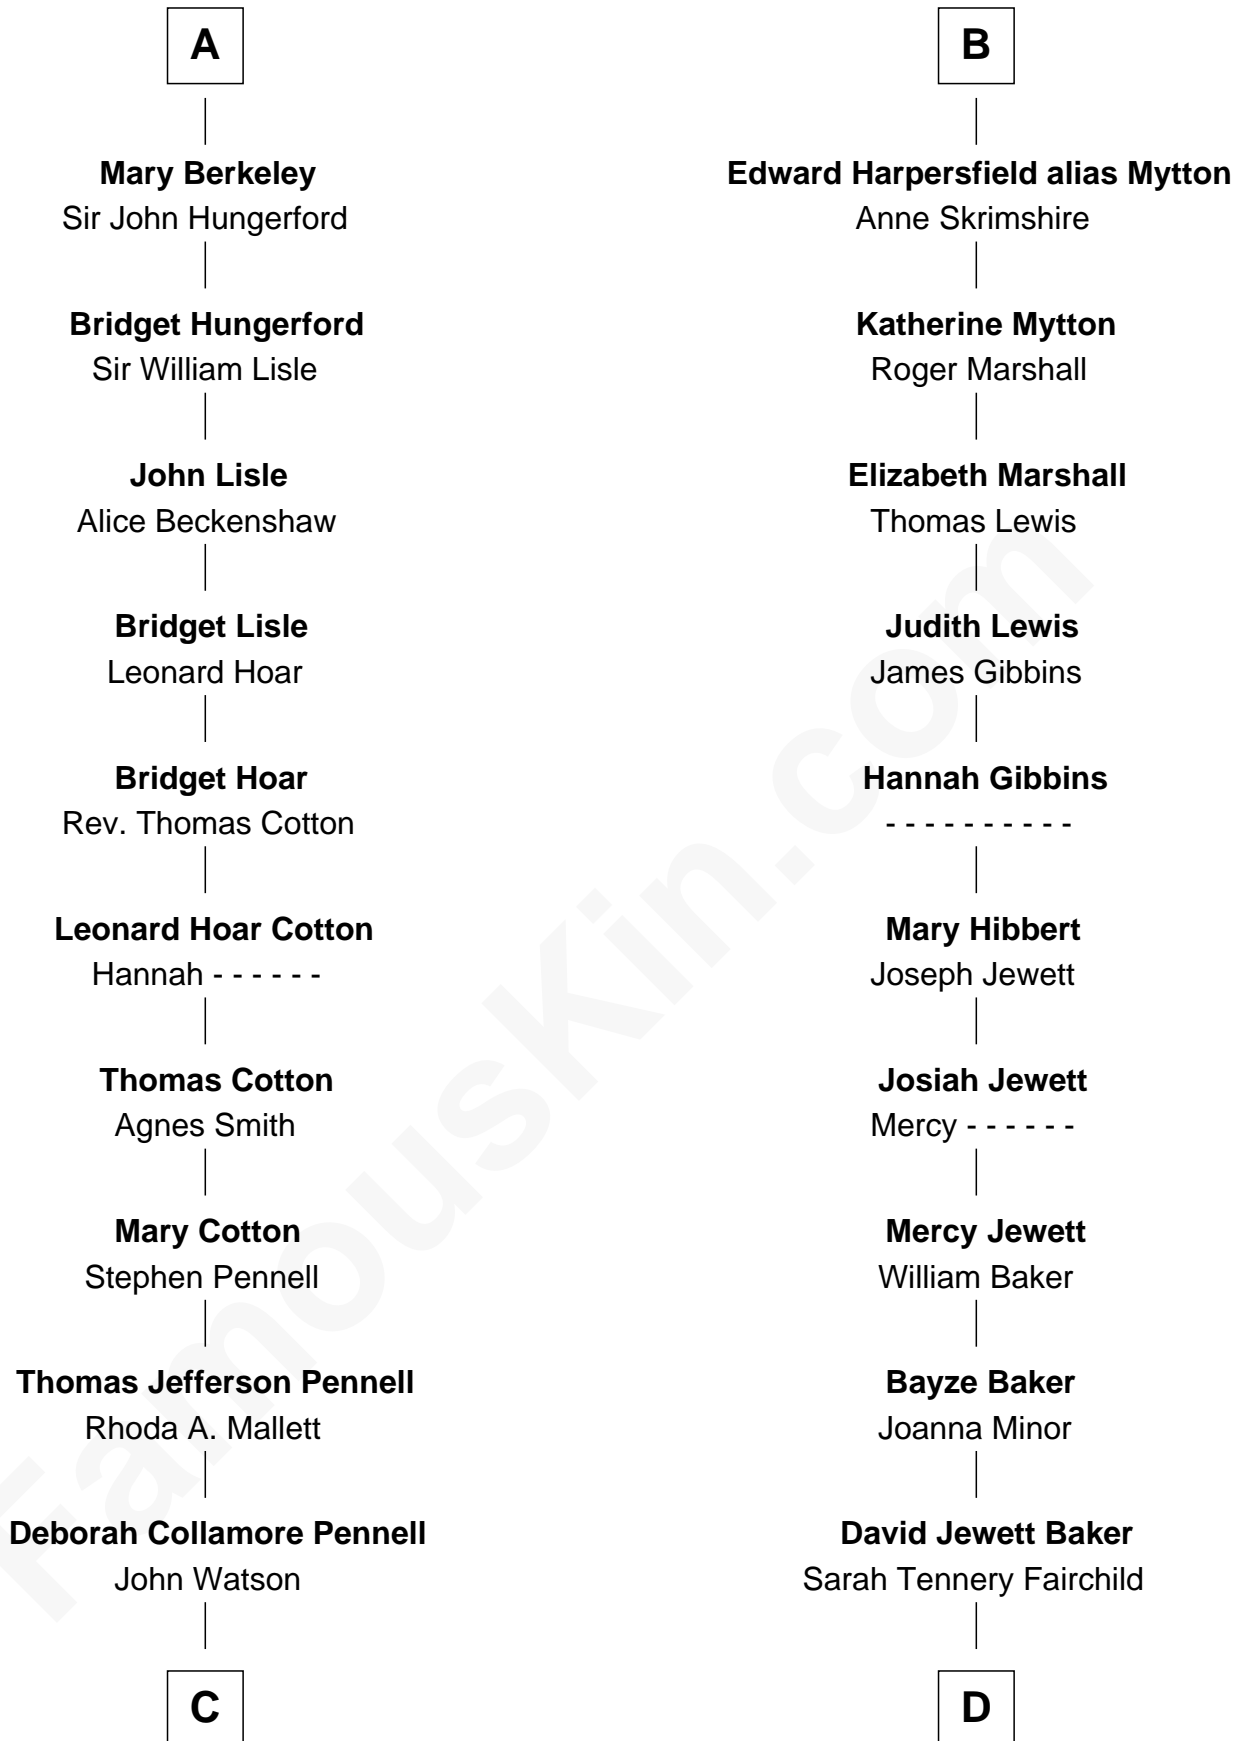 A
Mary Berkeley
Sir John Hungerford
Bridget Hungerford
Sir William Lisle
John Lisle
Alice Beckenshaw
Bridget Lisle
Leonard Hoar
Bridget Hoar
Rev. Thomas Cotton
Leonard Hoar Cotton
Hannah - - - - - -
Thomas Cotton
Agnes Smith
Mary Cotton
Stephen Pennell
Thomas Jefferson Pennell
Rhoda A. Mallett
Deborah Collamore Pennell
John Watson
C
B
Edward Harpersfield alias Mytton
Anne Skrimshire
Katherine Mytton
Roger Marshall
Elizabeth Marshall
Thomas Lewis
Judith Lewis
James Gibbins
Hannah Gibbins
- - - - - - - - - -
Mary Hibbert
Joseph Jewett
Josiah Jewett
Mercy - - - - - -
Mercy Jewett
William Baker
Bayze Baker
Joanna Minor
David Jewett Baker
Sarah Tennery Fairchild
D
FamousKin.com